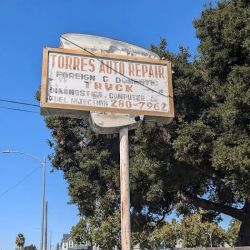 TORRES AUTO REPAIR
FOREIGN & DOMESTIC
TRUCK
DIAGNOSTICS, COMPUTER &
FUEL INJECTION 280-7962